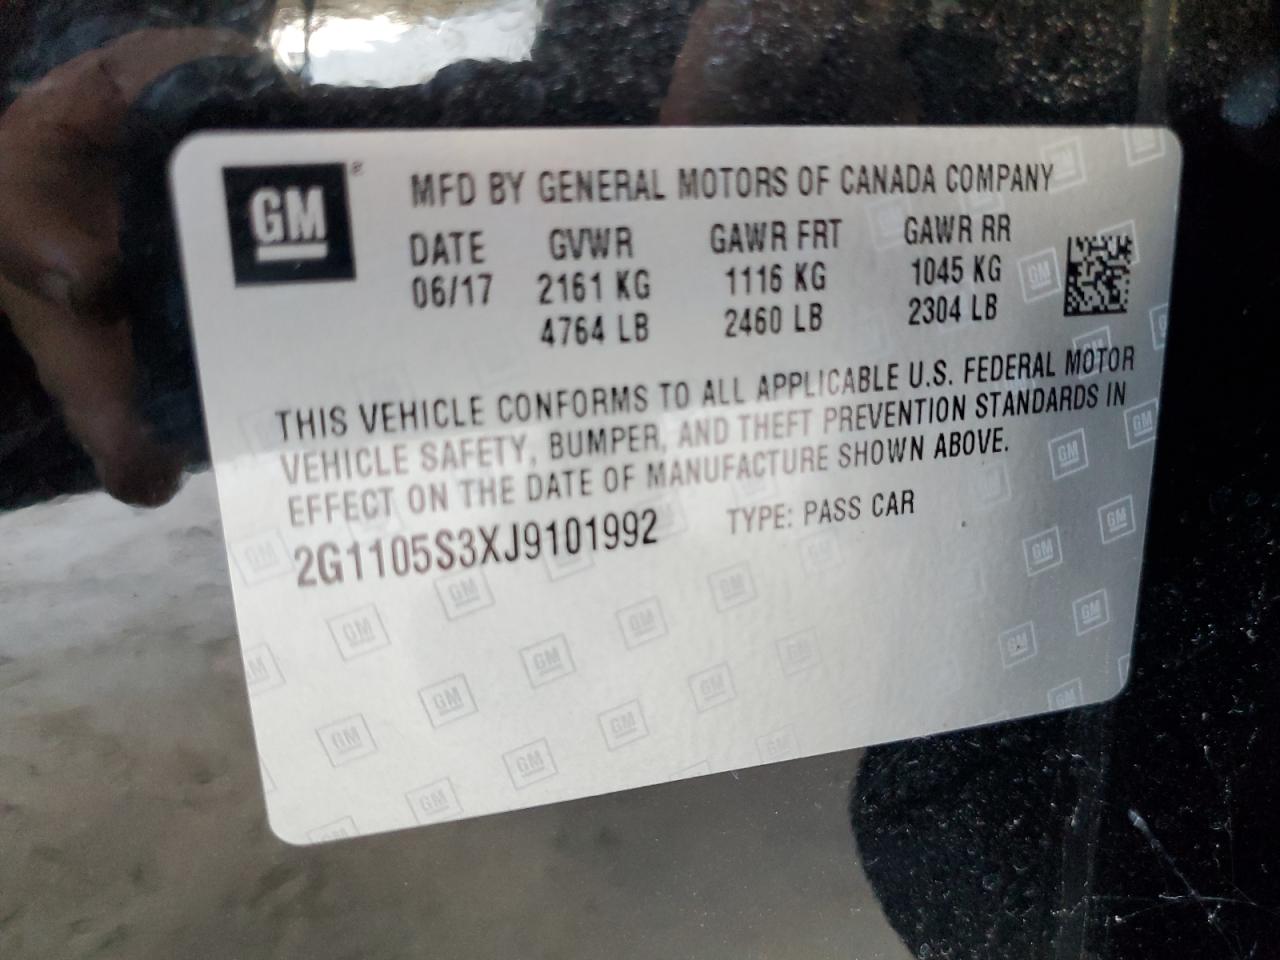 GM®
MFD BY GENERAL MOTORS OF CANADA COMPANY
DATE GVWR GAWR FRT GAWR RR
06/17 2161 KG 1116 KG 1045 KG
4764 LB 2460 LB 2304 LB
THIS VEHICLE CONFORMS TO ALL APPLICABLE U.S. FEDERAL MOTOR
VEHICLE SAFETY, BUMPER, AND THEFT PREVENTION STANDARDS IN
EFFECT ON THE DATE OF MANUFACTURE SHOWN ABOVE.
2G1105S3XJ9101992 TYPE: PASS CAR